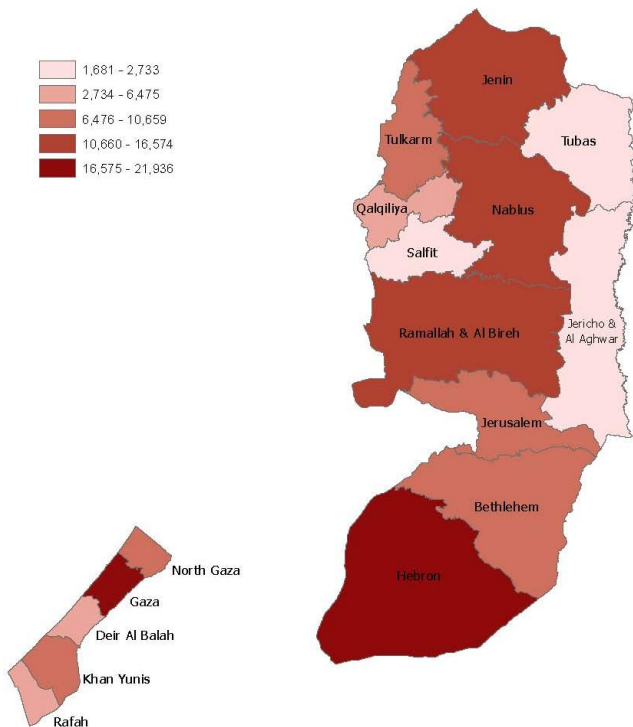 1,681 - 2,733
2,734 - 6,475
6,476 - 10,659
10,660 - 16,574
16,575 - 21,936
Jenin
Tubas
Tulkarm
Qalqiliya
Nablus
Salfit
Jericho &
Al Aghwar
Ramallah & Al Bireh
Jerusalem
Bethlehem
Hebron
North Gaza
Gaza
Deir Al Balah
Khan Yunis
Rafah